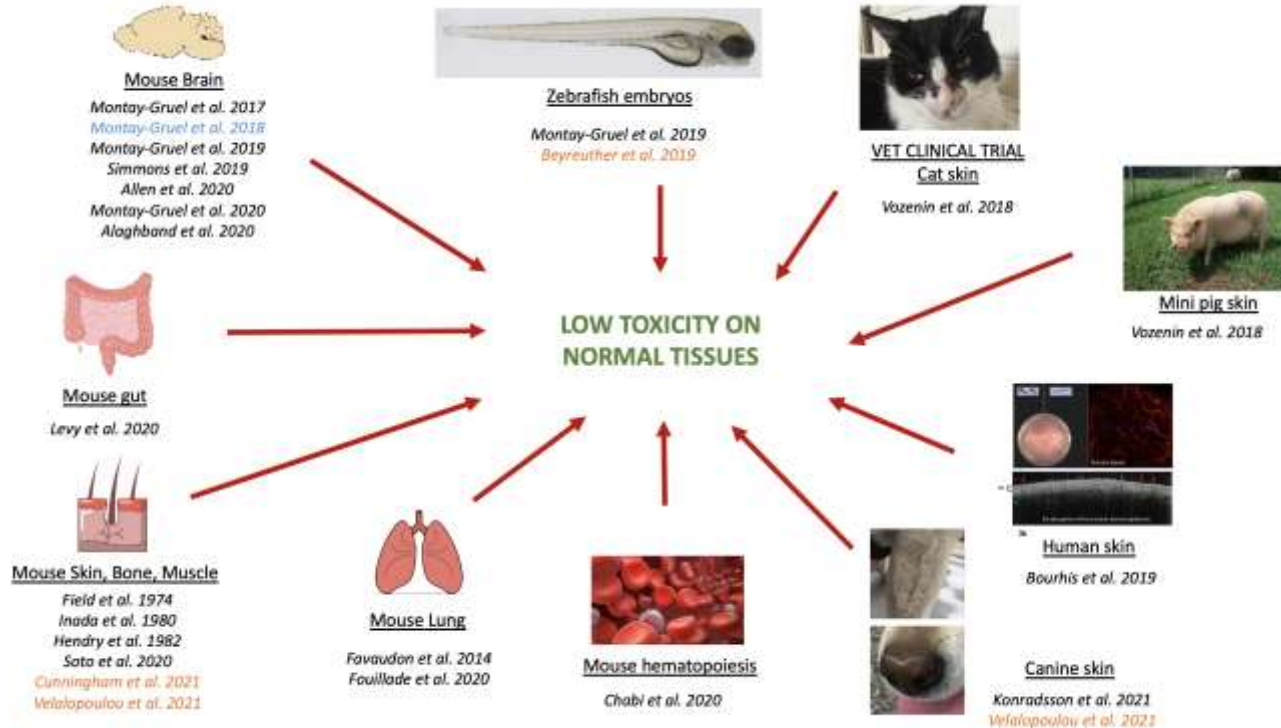 Mouse Brain
Montay-Gruel et al. 2017
Montay-Gruel et al. 2018
Montay-Gruel et al. 2019
Simmons et al. 2019
Allen et al. 2020
Montay-Gruel et al. 2020
Alaghband et al. 2020
Zebrafish embryos
Montay-Gruel et al. 2019
Beyreuther et al. 2019
VET CLINICAL TRIAL
Cat skin
Vozenin et al. 2018
Mini pig skin
Vozenin et al. 2018
LOW TOXICITY ON
NORMAL TISSUES
Mouse gut
Levy et al. 2020
Mouse Skin, Bone, Muscle
Field et al. 1974
Inada et al. 1980
Hendry et al. 1982
Soto et al. 2020
Cunningham et al. 2021
Velalopoulou et al. 2021
Mouse Lung
Favaudon et al. 2014
Fouillade et al. 2020
Mouse hematopoiesis
Chabi et al. 2020
Human skin
Bourhis et al. 2019
Canine skin
Konradsson et al. 2021
Velalopoulou et al. 2021